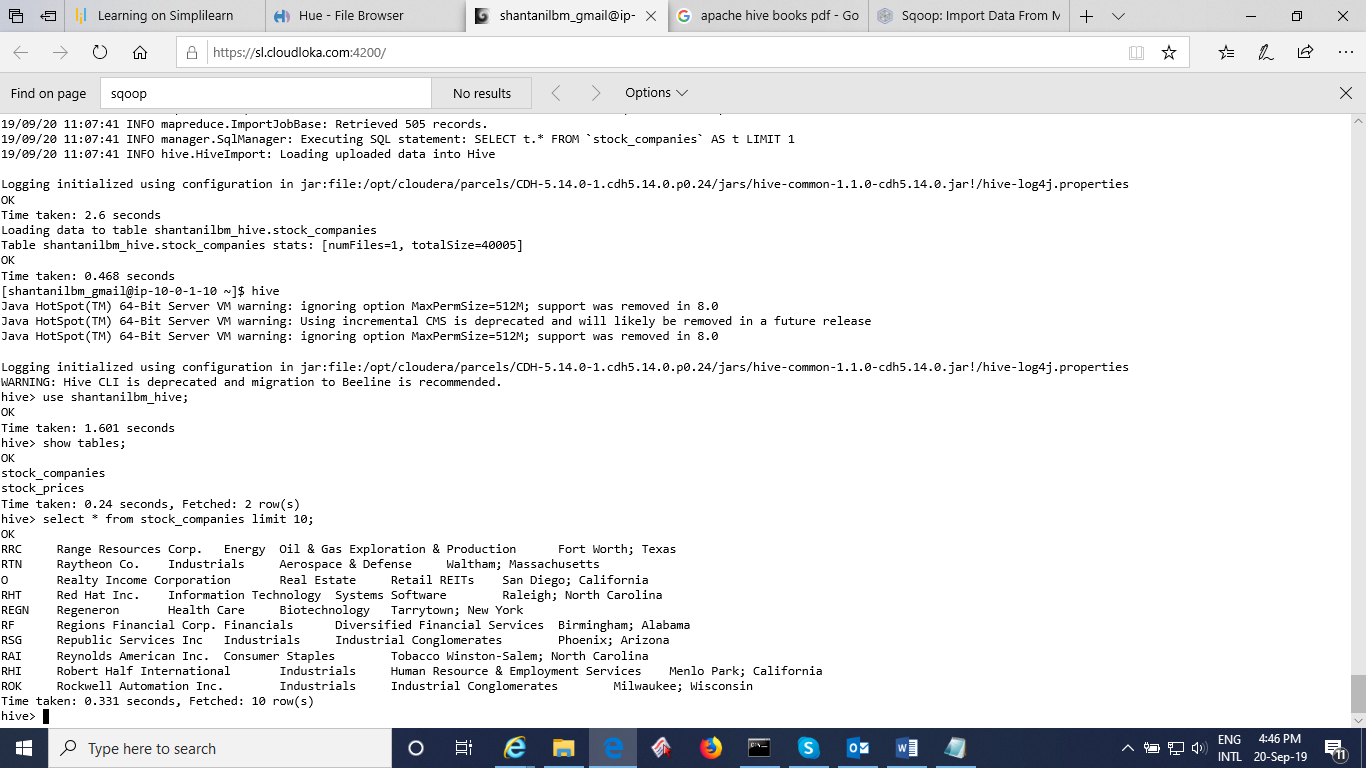 Learning on Simplilearn
Hue - File Browser
shantanilbm_gmail@ip-
apache hive books pdf - Go
Sqoop: Import Data From M
https://sl.cloudloka.com:4200/
Find on page
sqoop
No results
Options
19/09/20 11:07:41 INFO mapreduce.ImportJobBase: Retrieved 505 records.
19/09/20 11:07:41 INFO manager.SqlManager: Executing SQL statement: SELECT t.* FROM `stock_companies` AS t LIMIT 1
19/09/20 11:07:41 INFO hive.HiveImport: Loading uploaded data into Hive
Logging initialized using configuration in jar:file:/opt/cloudera/parcels/CDH-5.14.0-1.cdh5.14.0.p0.24/jars/hive-common-1.1.0-cdh5.14.0.jar!/hive-log4j.properties
OK
Time taken: 2.6 seconds
Loading data to table shantanilbm_hive.stock_companies
Table shantanilbm_hive.stock_companies stats: [numFiles=1, totalSize=40005]
OK
Time taken: 0.468 seconds
[shantanilbm_gmail@ip-10-0-1-10 ~]$ hive
Java HotSpot(TM) 64-Bit Server VM warning: ignoring option MaxPermSize=512M; support was removed in 8.0
Java HotSpot(TM) 64-Bit Server VM warning: Using incremental CMS is deprecated and will likely be removed in a future release
Java HotSpot(TM) 64-Bit Server VM warning: ignoring option MaxPermSize=512M; support was removed in 8.0
Logging initialized using configuration in jar:file:/opt/cloudera/parcels/CDH-5.14.0-1.cdh5.14.0.p0.24/jars/hive-common-1.1.0-cdh5.14.0.jar!/hive-log4j.properties
WARNING: Hive CLI is deprecated and migration to Beeline is recommended.
hive> use shantanilbm_hive;
OK
Time taken: 1.601 seconds
hive> show tables;
OK
stock_companies
stock_prices
Time taken: 0.24 seconds, Fetched: 2 row(s)
hive> select * from stock_companies limit 10;
OK
RRC Range Resources Corp. Energy Oil & Gas Exploration & Production Fort Worth; Texas
RTN Raytheon Co. Industrials Aerospace & Defense Waltham; Massachusetts
O Realty Income Corporation Real Estate Retail REITs San Diego; California
RHT Red Hat Inc. Information Technology Systems Software Raleigh; North Carolina
REGN Regeneron Health Care Biotechnology Tarrytown; New York
RF Regions Financial Corp. Financials Diversified Financial Services Birmingham; Alabama
RSG Republic Services Inc Industrials Industrial Conglomerates Phoenix; Arizona
RAI Reynolds American Inc. Consumer Staples Tobacco Winston-Salem; North Carolina
RHI Robert Half International Industrials Human Resource & Employment Services Menlo Park; California
ROK Rockwell Automation Inc. Industrials Industrial Conglomerates Milwaukee; Wisconsin
Time taken: 0.331 seconds, Fetched: 10 row(s)
hive>
Type here to search
ENG
INTL
4:46 PM
20-Sep-19
11